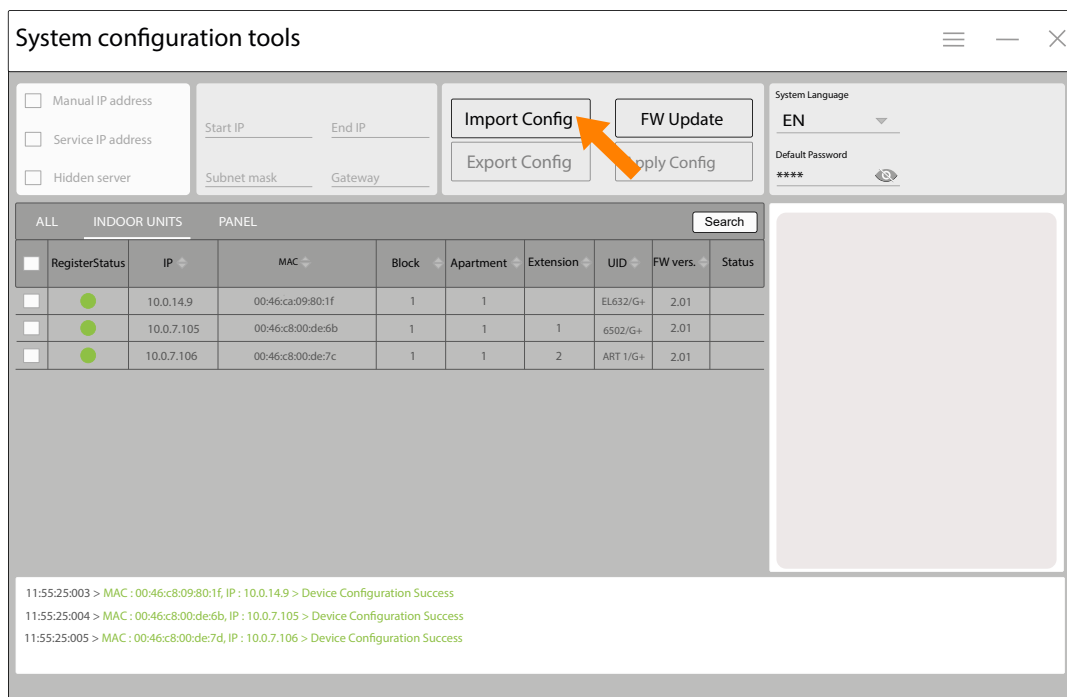 System configuration tools
Manual IP address
Service IP address
Hidden server
Start IP
End IP
Subnet mask
Gateway
Import Config
FW Update
Export Config
Apply Config
System Language
EN
Default Password
****
ALL INDOOR UNITS PANEL
Search
RegisterStatus IP MAC Block Apartment Extension UID FW vers. Status
10.0.14.9 00:46:ca:09:80:1f 1 1 EL632/G+ 2.01
10.0.7.105 00:46:c8:00:de:6b 1 1 1 6502/G+ 2.01
10.0.7.106 00:46:c8:00:de:7c 1 1 2 ART 1/G+ 2.01
11:55:25:003 > MAC : 00:46:c8:09:80:1f, IP : 10.0.14.9 > Device Configuration Success
11:55:25:004 > MAC : 00:46:c8:00:de:6b, IP : 10.0.7.105 > Device Configuration Success
11:55:25:005 > MAC : 00:46:c8:00:de:7d, IP : 10.0.7.106 > Device Configuration Success